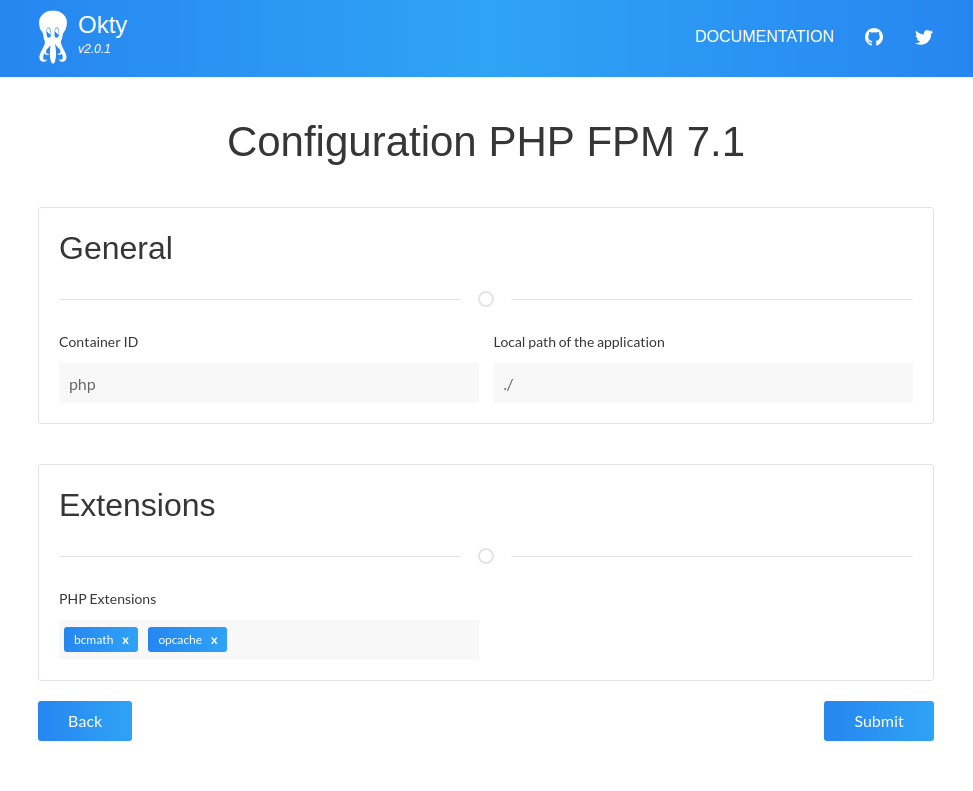 Okty
v2.0.1
DOCUMENTATION
Configuration PHP FPM 7.1
General
Container ID
Local path of the application
php
./
Extensions
PHP Extensions
bcmath x opcache x
Back
Submit